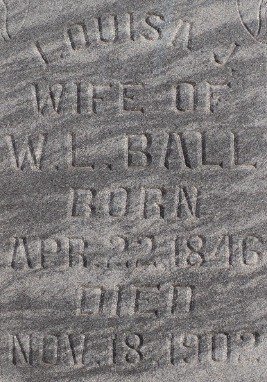 LOUISA J.
WIFE OF
W.L. BALL
BORN
APR. 22, 1846
DIED
NOV. 18, 1902